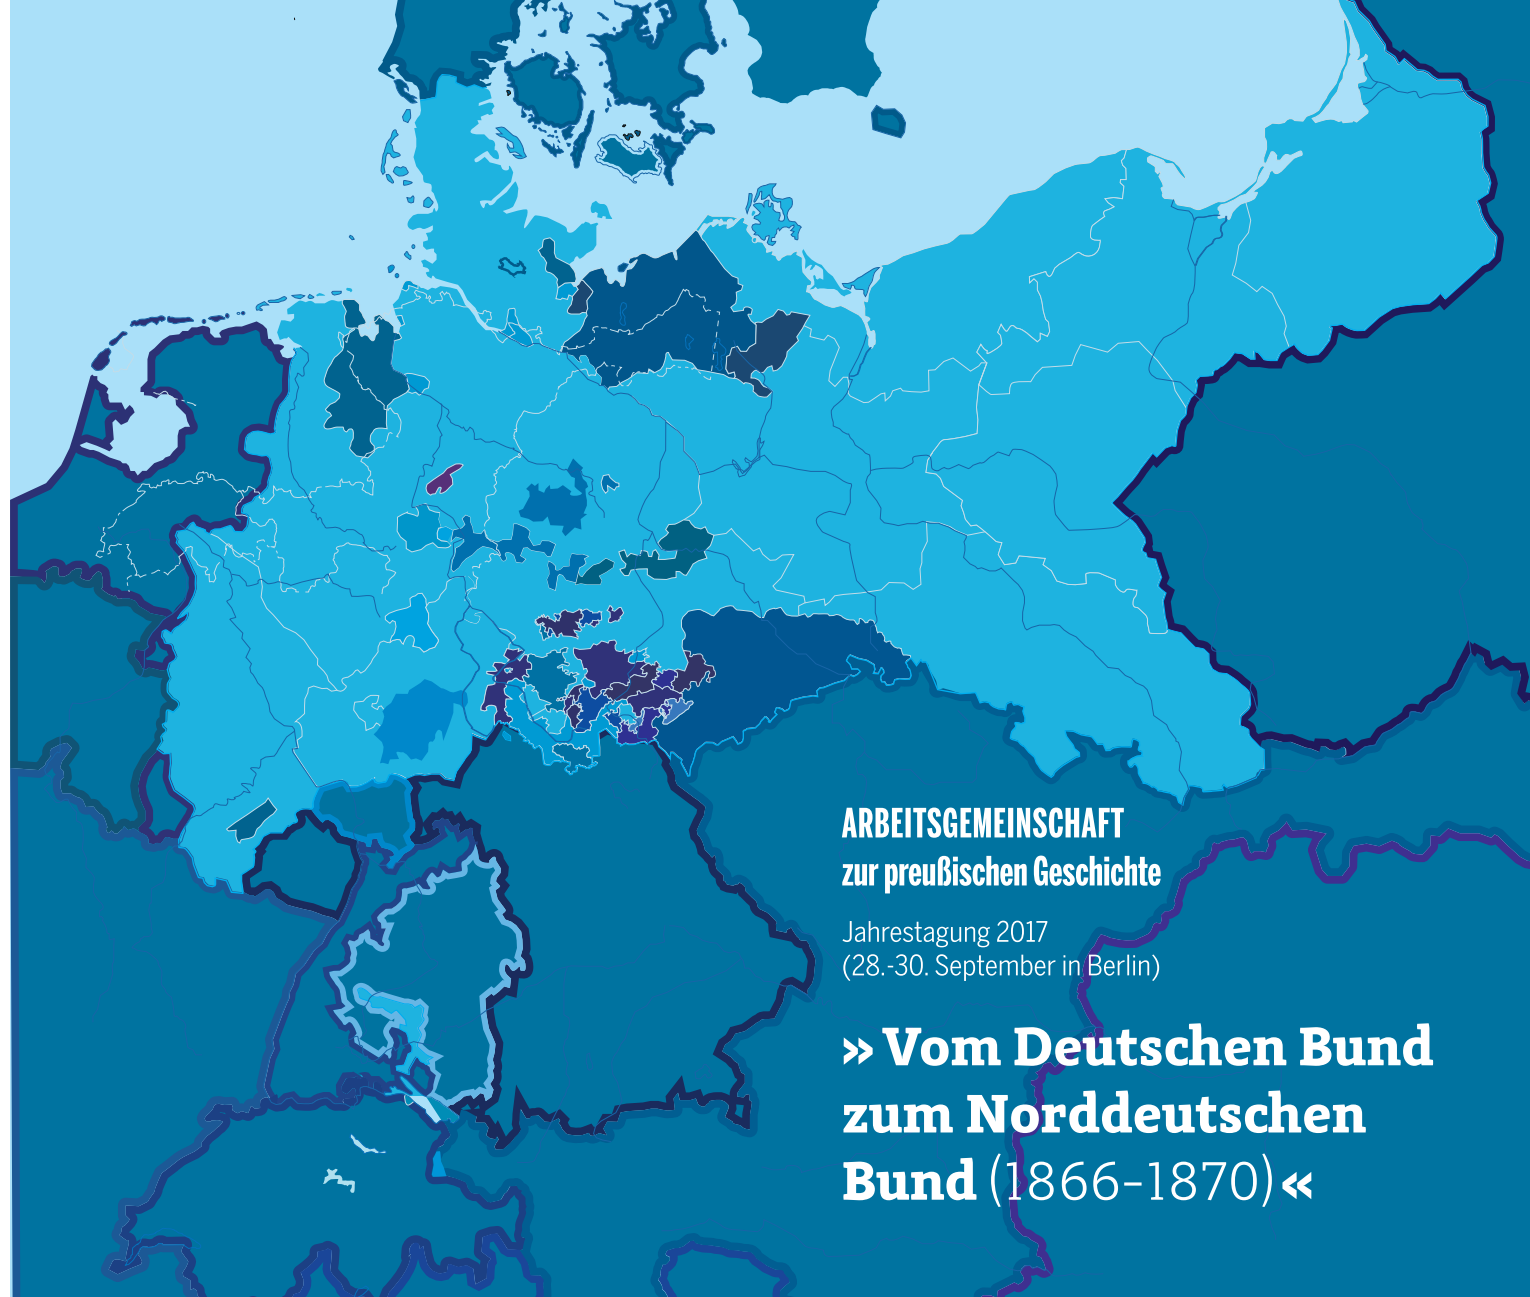 ARBEITSGEMEINSCHAFT
zur preußischen Geschichte
Jahrestagung 2017
(28.-30. September in Berlin)
» Vom Deutschen Bund
zum Norddeutschen
Bund (1866–1870) «